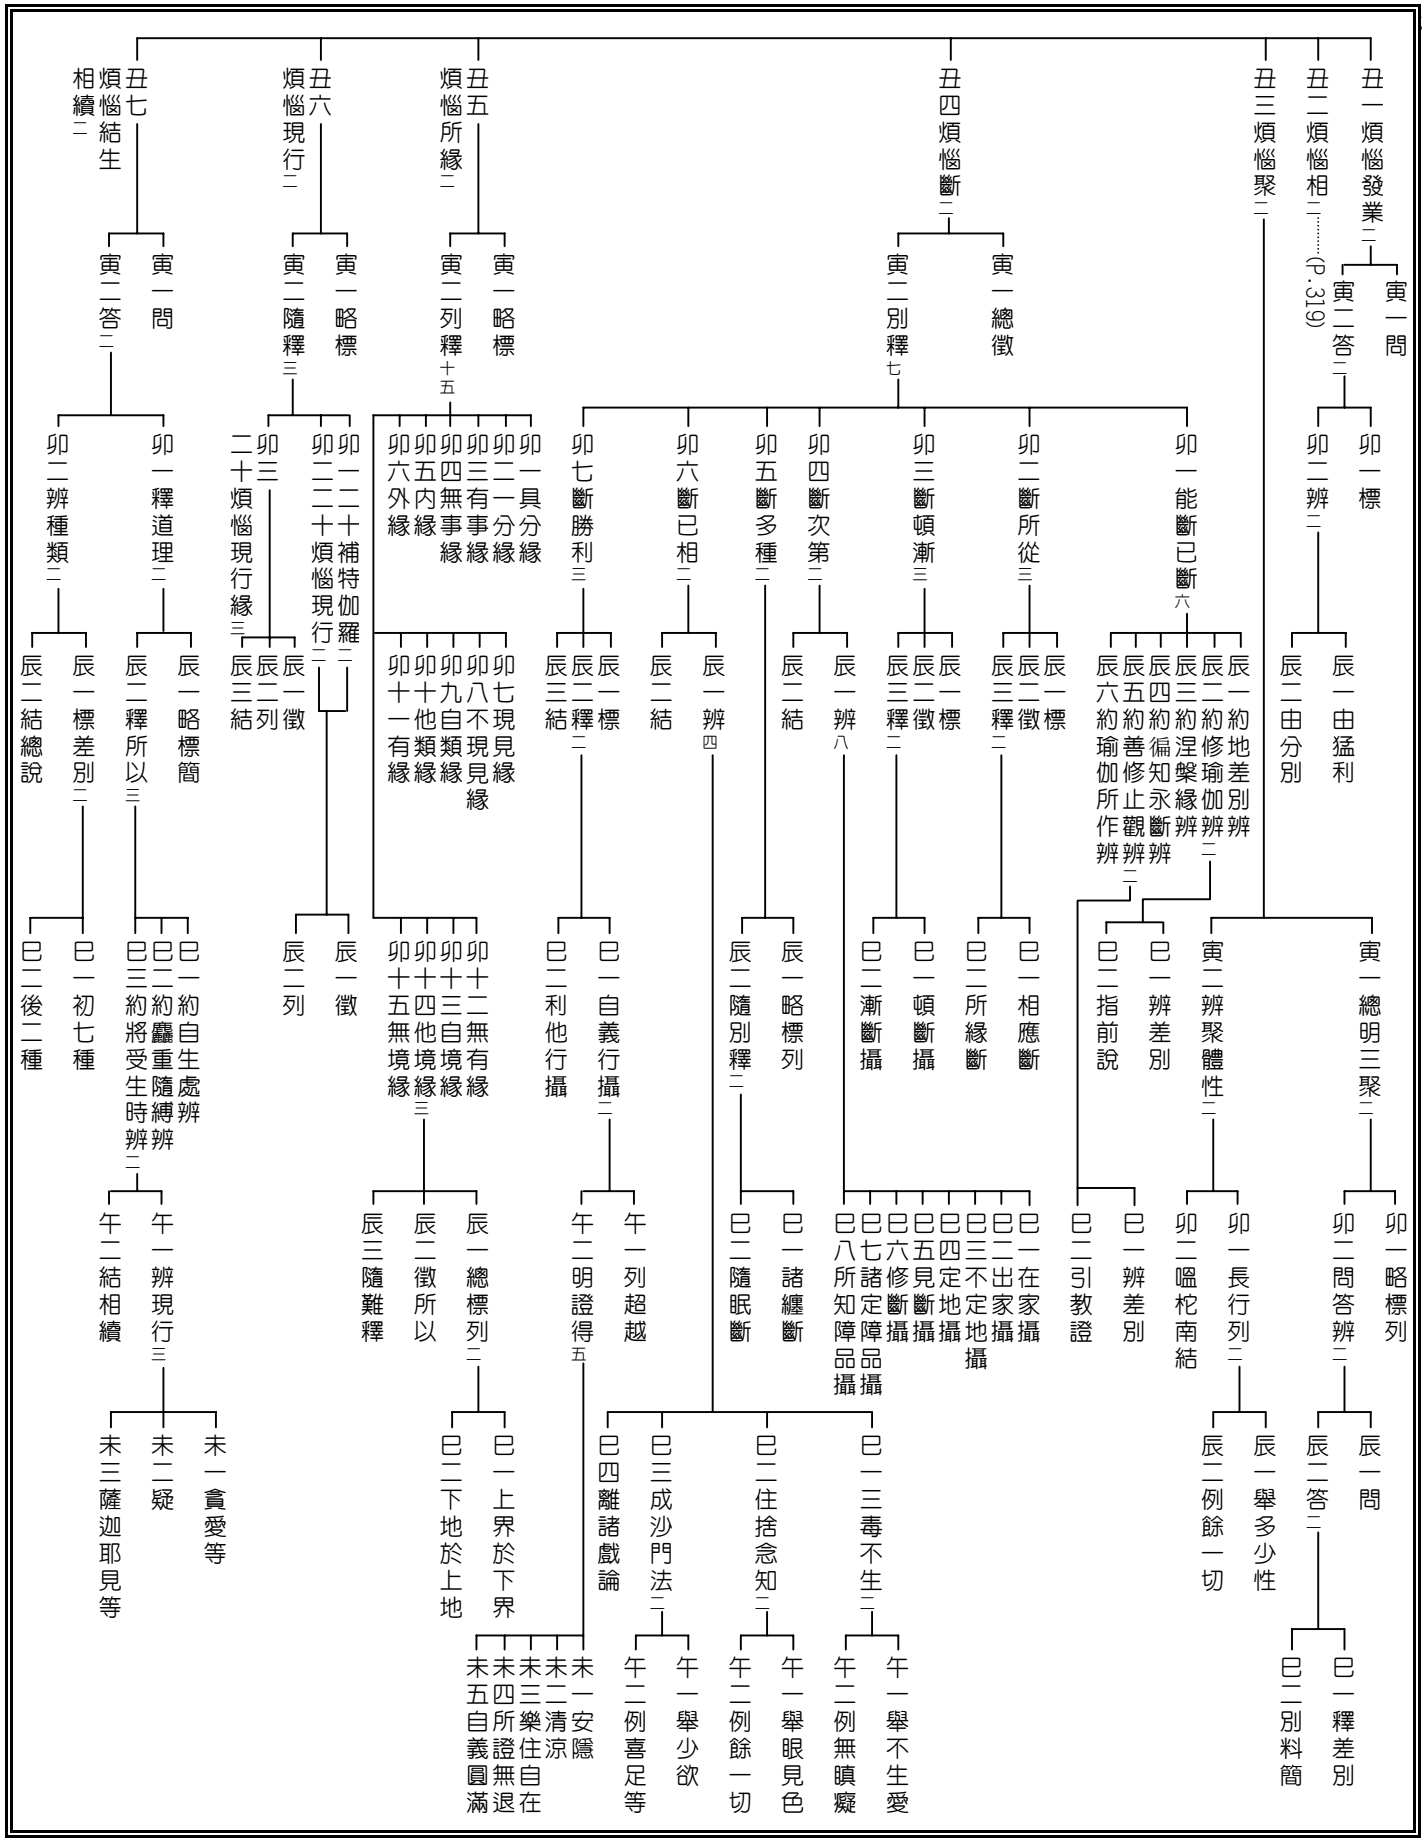 丑一煩惱發業二
寅一問
寅二答二
卯一標
卯二辨二
辰一由猛利
辰二由分別
丑二煩惱相二………(P.319)
丑三煩惱聚二
寅一總明三聚二
卯一略標列
卯二問答辨二
辰一問
辰二答二
巳一釋差別
巳二別料簡
寅二辨聚體性二
卯一長行列二
辰一舉多少性
辰二例餘一切
卯二嗢柁南結
丑四煩惱斷二
寅一總徵
寅二別釋七
卯一能斷已斷六
辰一約地差別辨
辰二約修瑜伽辨二
巳一辨差別
巳二指前說
辰三約涅槃緣辨
辰四約徧知永斷辨
辰五約善修止觀辨二
巳一辨差別
巳二引教證
辰六約瑜伽所作辨
卯二斷所從三
辰一標
辰二徵
辰三釋二
巳一相應斷
巳二所緣斷
卯三斷頓漸三
辰一標
辰二徵
辰三釋二
巳一頓斷攝
巳二漸斷攝
卯四斷次第二
辰一辨八
巳一在家攝
巳二出家攝
巳三不定地攝
巳四定地攝
巳五見斷攝
巳六修斷攝
巳七諸定障品攝
巳八所知障品攝
辰二結
卯五斷多種二
辰一略標列
辰二隨別釋二
巳一諸纏斷
巳二隨眠斷
卯六斷已相二
辰一辨四
巳一三毒不生二
午一舉不生愛
午二例無瞋癡
巳二住捨念知二
午一舉眼見色
午二例餘一切
巳三成沙門法二
午一舉少欲
午二例喜足等
巳四離諸戲論
辰二結
卯七斷勝利三
辰一標
辰二釋二
巳一自義行攝二
午一列超越
午二明證得五
未一安隱
未二清涼
未三樂住自在
未四所證無退
未五自義圓滿
巳二利他行攝
辰三結
丑五
煩惱所緣二
寅一略標
寅二列釋十五
卯一具分緣
卯二一分緣
卯三有事緣
卯四無事緣
卯五內緣
卯六外緣
卯七現見緣
卯八不現見緣
卯九自類緣
卯十他類緣
卯十一有緣
卯十二無有緣
卯十三自境緣
卯十四他境緣三
辰一總標列二
巳一上界於下界
巳二下地於上地
辰二徵所以
辰三隨難釋
卯十五無境緣
丑六
煩惱現行二
寅一略標
寅二隨釋三
卯一二十補特伽羅二
卯二二十煩惱現行二
辰一徵
辰二列
卯三
二十煩惱現行緣三
辰一徵
辰二列
辰三結
丑七
煩惱結生
相續二
寅一問
寅二答二
卯一釋道理二
辰一略標簡
辰二釋所以三
巳一約自生處辨
巳二約麤重隨縛辨
巳三約將受生時辨二
午一辨現行三
未一貪愛等
未二疑
未三薩迦耶見等
午二結相續
卯二辨種類二
辰一標差別二
巳一初七種
巳二後二種
辰二結總說